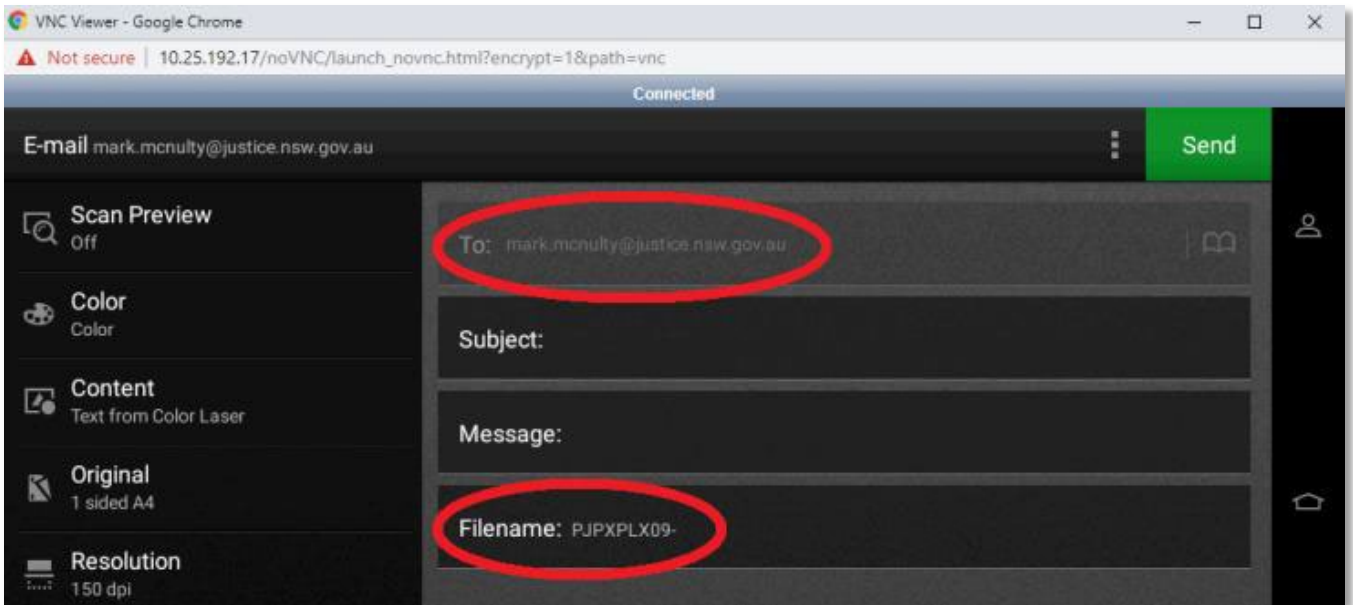 VNC Viewer - Google Chrome
Not secure | 10.25.192.17/noVNC/launch_novnc.html?encrypt=1&path=vnc
Connected
E-mail mark.mcnulty@justice.nsw.gov.au
Send
Scan Preview
Off
Color
Color
Content
Text from Color Laser
Original
1 sided A4
Resolution
150 dpi
To: mark.mcnulty@justice.nsw.gov.au
Subject:
Message:
Filename: PJPXPLX09-